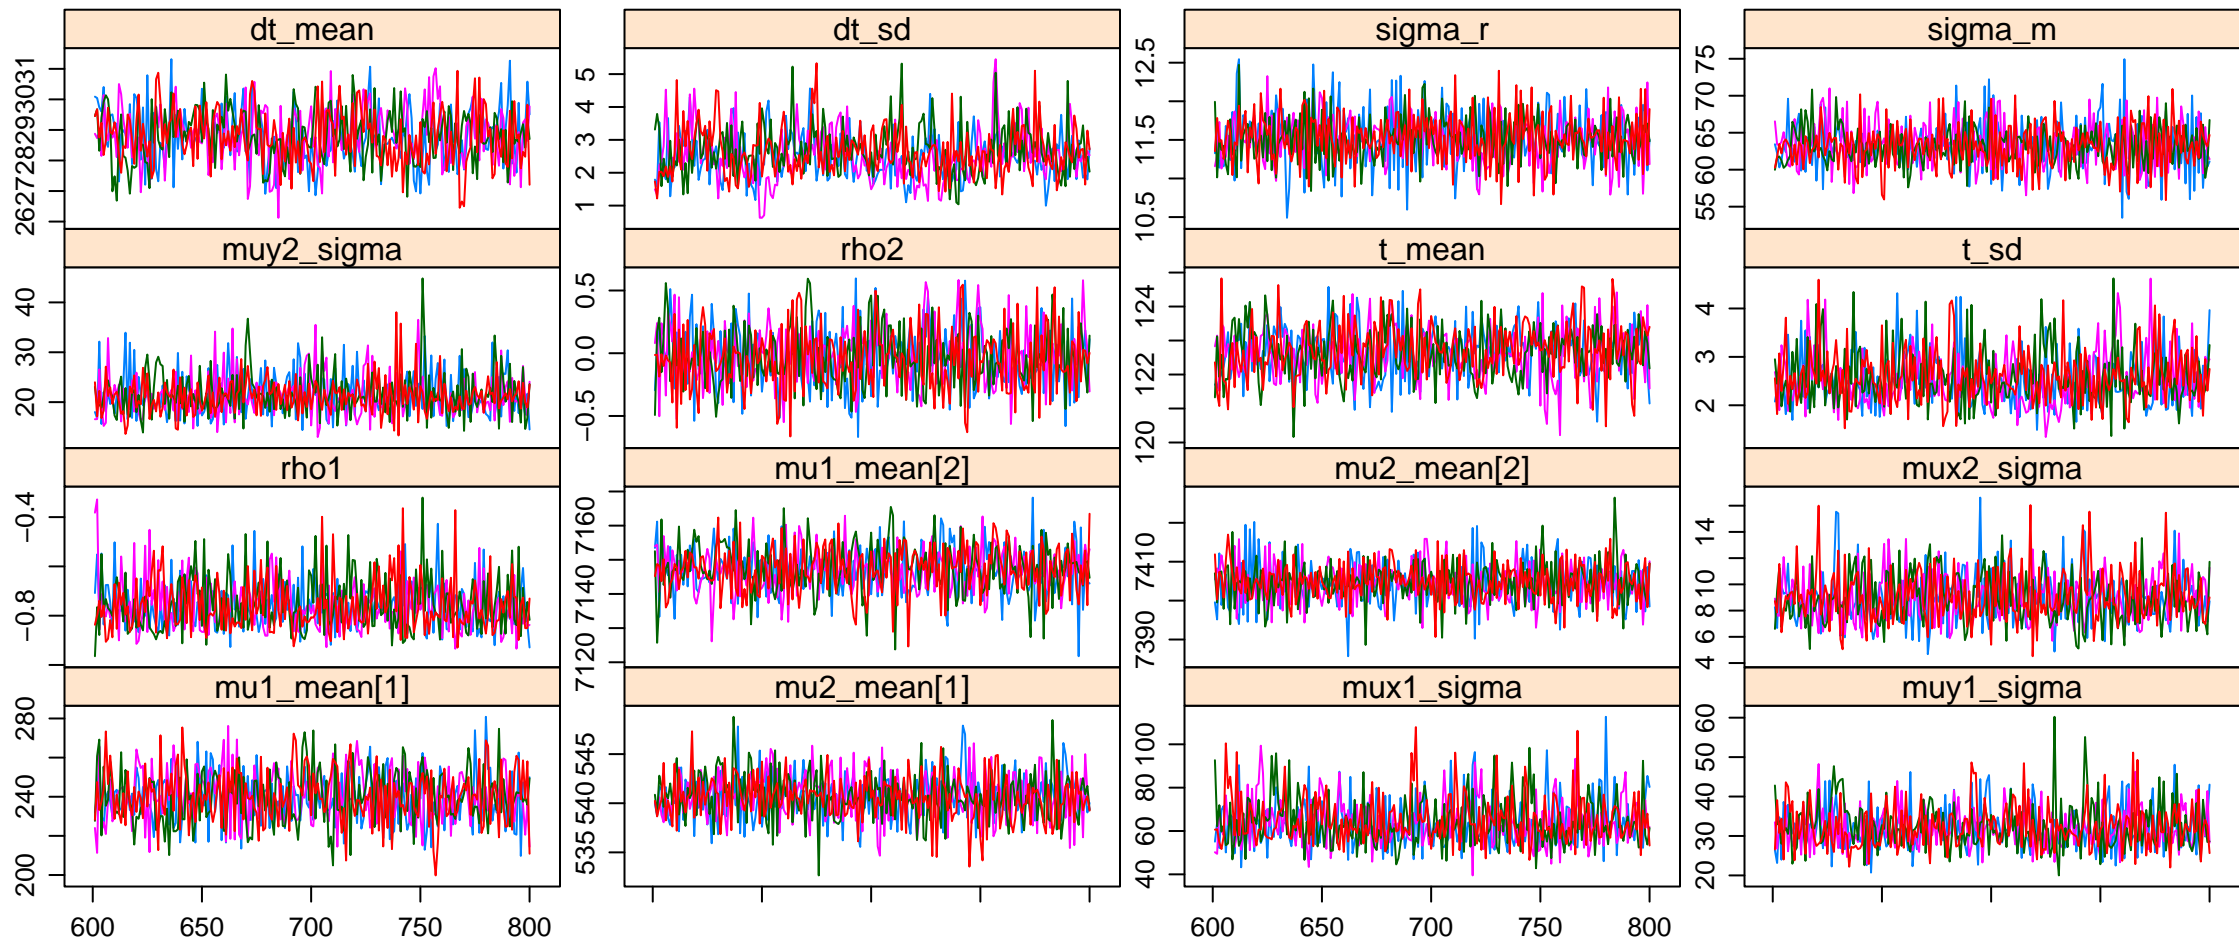 dt_mean dt_sd sigma_r sigma_m
26 27 28 29 30 31
1 2 3 4 5
10.5 11.5 12.5
55 60 65 70 75
muy2_sigma rho2 t_mean t_sd
20 30 40
−0.5 0.0 0.5
120 122 124
2 3 4
rho1 mu1_mean[2] mu2_mean[2] mux2_sigma
−0.8 −0.4
7120 7140 7160
7390 7410
4 6 8 10 14
mu1_mean[1] mu2_mean[1] mux1_sigma muy1_sigma
200 240 280
535 540 545
40 60 80 100
20 30 40 50 60
600 650 700 750 800
600 650 700 750 800